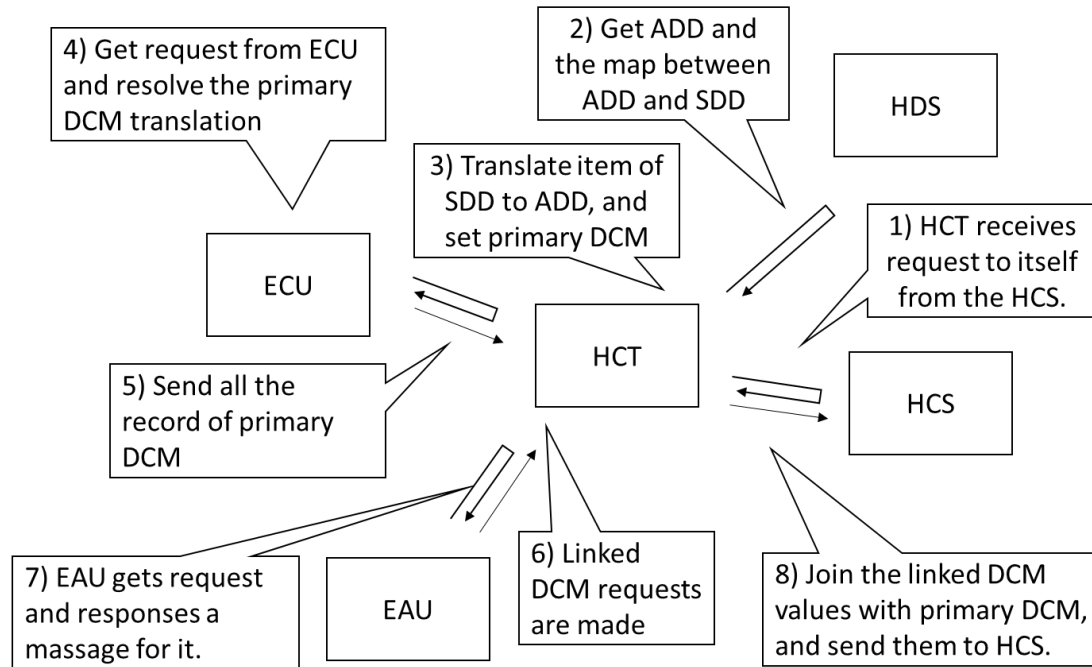 4) Get request from ECU
and resolve the primary
DCM translation
2) Get ADD and
the map between
ADD and SDD
HDS
3) Translate item of
SDD to ADD, and
set primary DCM
1) HCT receives
request to itself
from the HCS.
ECU
HCT
HCS
5) Send all the
record of primary
DCM
7) EAU gets request
and responses a
massage for it.
EAU
6) Linked
DCM requests
are made
8) Join the linked DCM
values with primary DCM,
and send them to HCS.